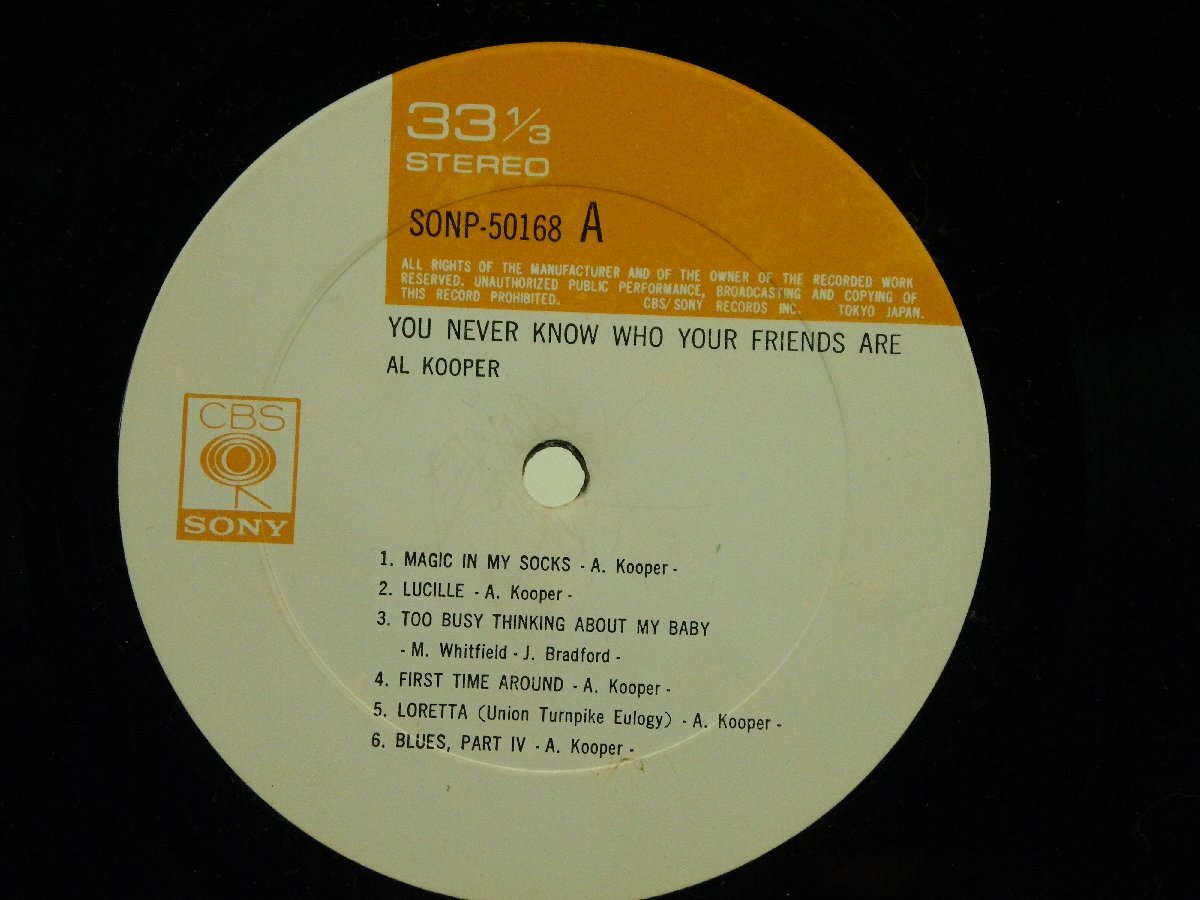 33 1/3
STEREO
SONP-50168 A
ALL RIGHTS OF THE MANUFACTURER AND OF THE OWNER OF THE RECORDED WORK
RESERVED. UNAUTHORIZED PUBLIC PERFORMANCE, BROADCASTING AND COPYING OF
THIS RECORD PROHIBITED. CBS/SONY RECORDS INC. TOKYO JAPAN.
YOU NEVER KNOW WHO YOUR FRIENDS ARE
AL KOOPER
CBS
SONY
1. MAGIC IN MY SOCKS - A. Kooper -
2. LUCILLE - A. Kooper -
3. TOO BUSY THINKING ABOUT MY BABY
- M. Whitfield - J. Bradford -
4. FIRST TIME AROUND - A. Kooper -
5. LORETTA (Union Turnpike Eulogy) - A. Kooper -
6. BLUES, PART IV - A. Kooper -